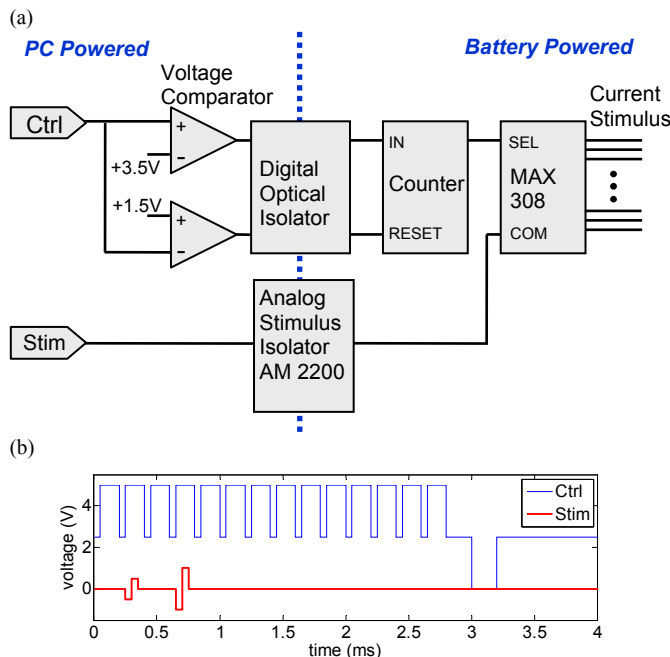 (a)
PC Powered
Battery Powered
Voltage
Comparator
Current
Stimulus
Ctrl
+
−
+3.5V
+1.5V
+
−
Digital
Optical
Isolator
IN
Counter
RESET
SEL
MAX
308
COM
Stim
Analog
Stimulus
Isolator
AM 2200
(b)
voltage (V)
4
2
0
Ctrl
Stim
0 0.5 1 1.5 2 2.5 3 3.5 4
time (ms)